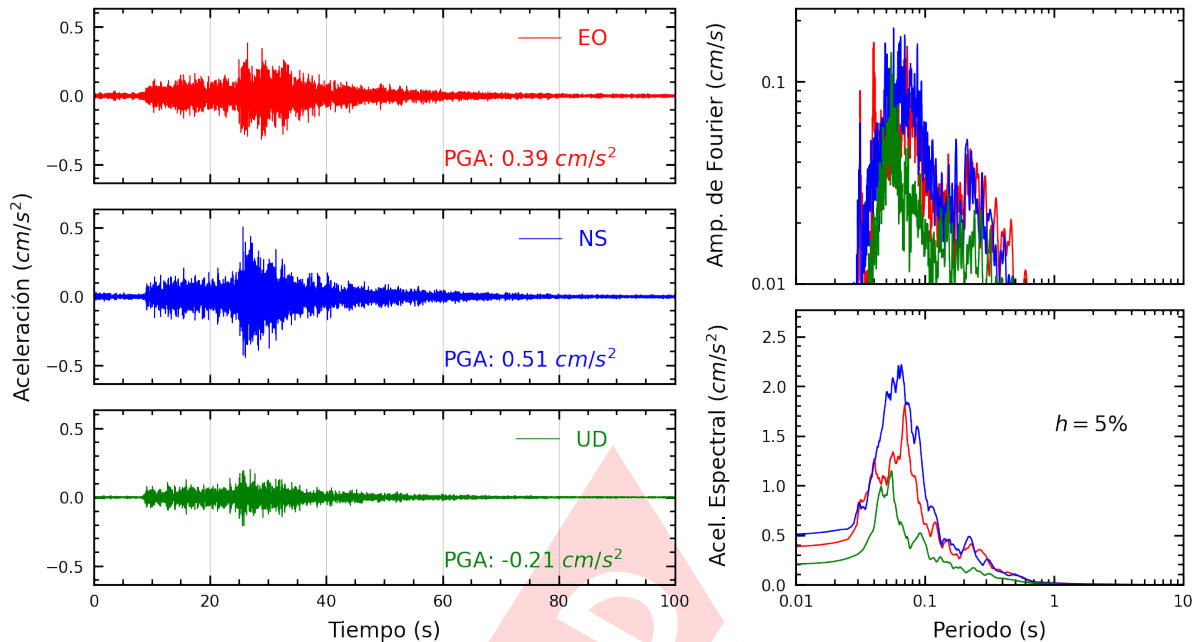 0.5
0.0
−0.5
EO
PGA: 0.39 cm/s²
0.5
0.0
−0.5
NS
PGA: 0.51 cm/s²
0.5
0.0
−0.5
UD
PGA: -0.21 cm/s²
0 20 40 60 80 100
Tiempo (s)
Aceleración (cm/s²)
0.1
0.01
Amp. de Fourier (cm/s)
2.5
2.0
1.5
1.0
0.5
0.0
h = 5%
0.01 0.1 1 10
Periodo (s)
Acel. Espectral (cm/s²)